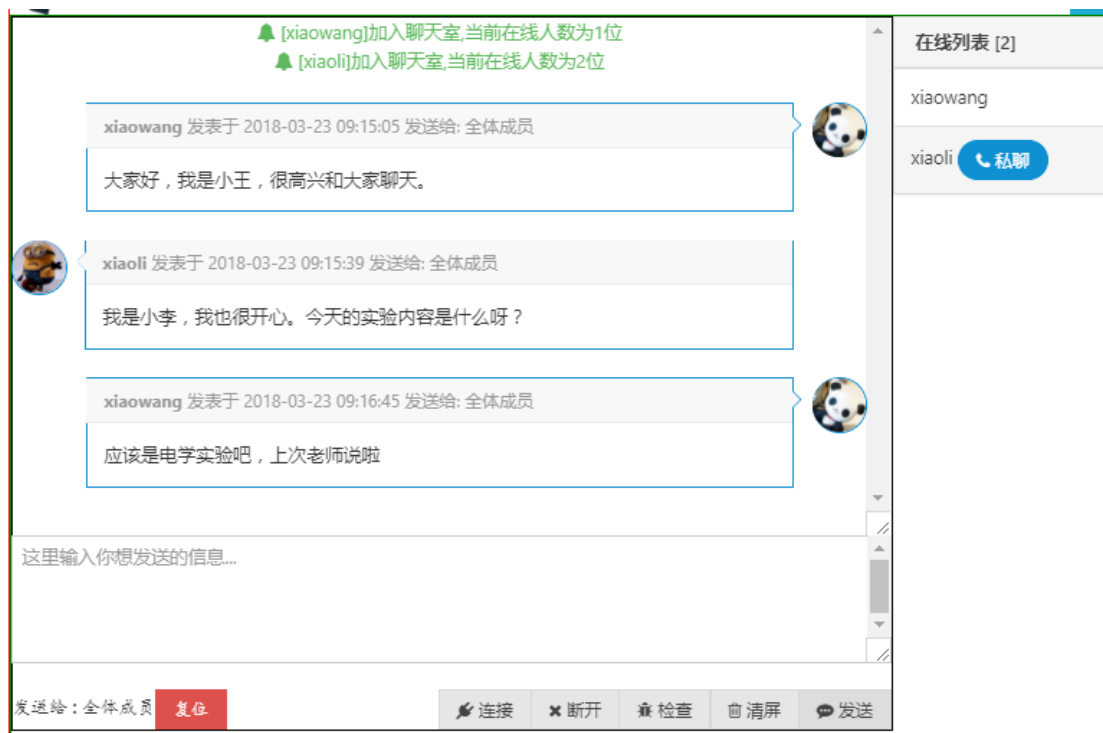 [xiaowang]加入聊天室,当前在线人数为1位
[xiaoli]加入聊天室,当前在线人数为2位
xiaowang 发表于 2018-03-23 09:15:05 发送给: 全体成员
大家好，我是小王，很高兴和大家聊天。
xiaoli 发表于 2018-03-23 09:15:39 发送给: 全体成员
我是小李，我也很开心。今天的实验内容是什么呀？
xiaowang 发表于 2018-03-23 09:16:45 发送给: 全体成员
应该是电学实验吧，上次老师说啦
这里输入你想发送的信息...
发送给：全体成员 复位 连接 断开 检查 清屏 发送
在线列表 [2]
xiaowang
xiaoli 私聊